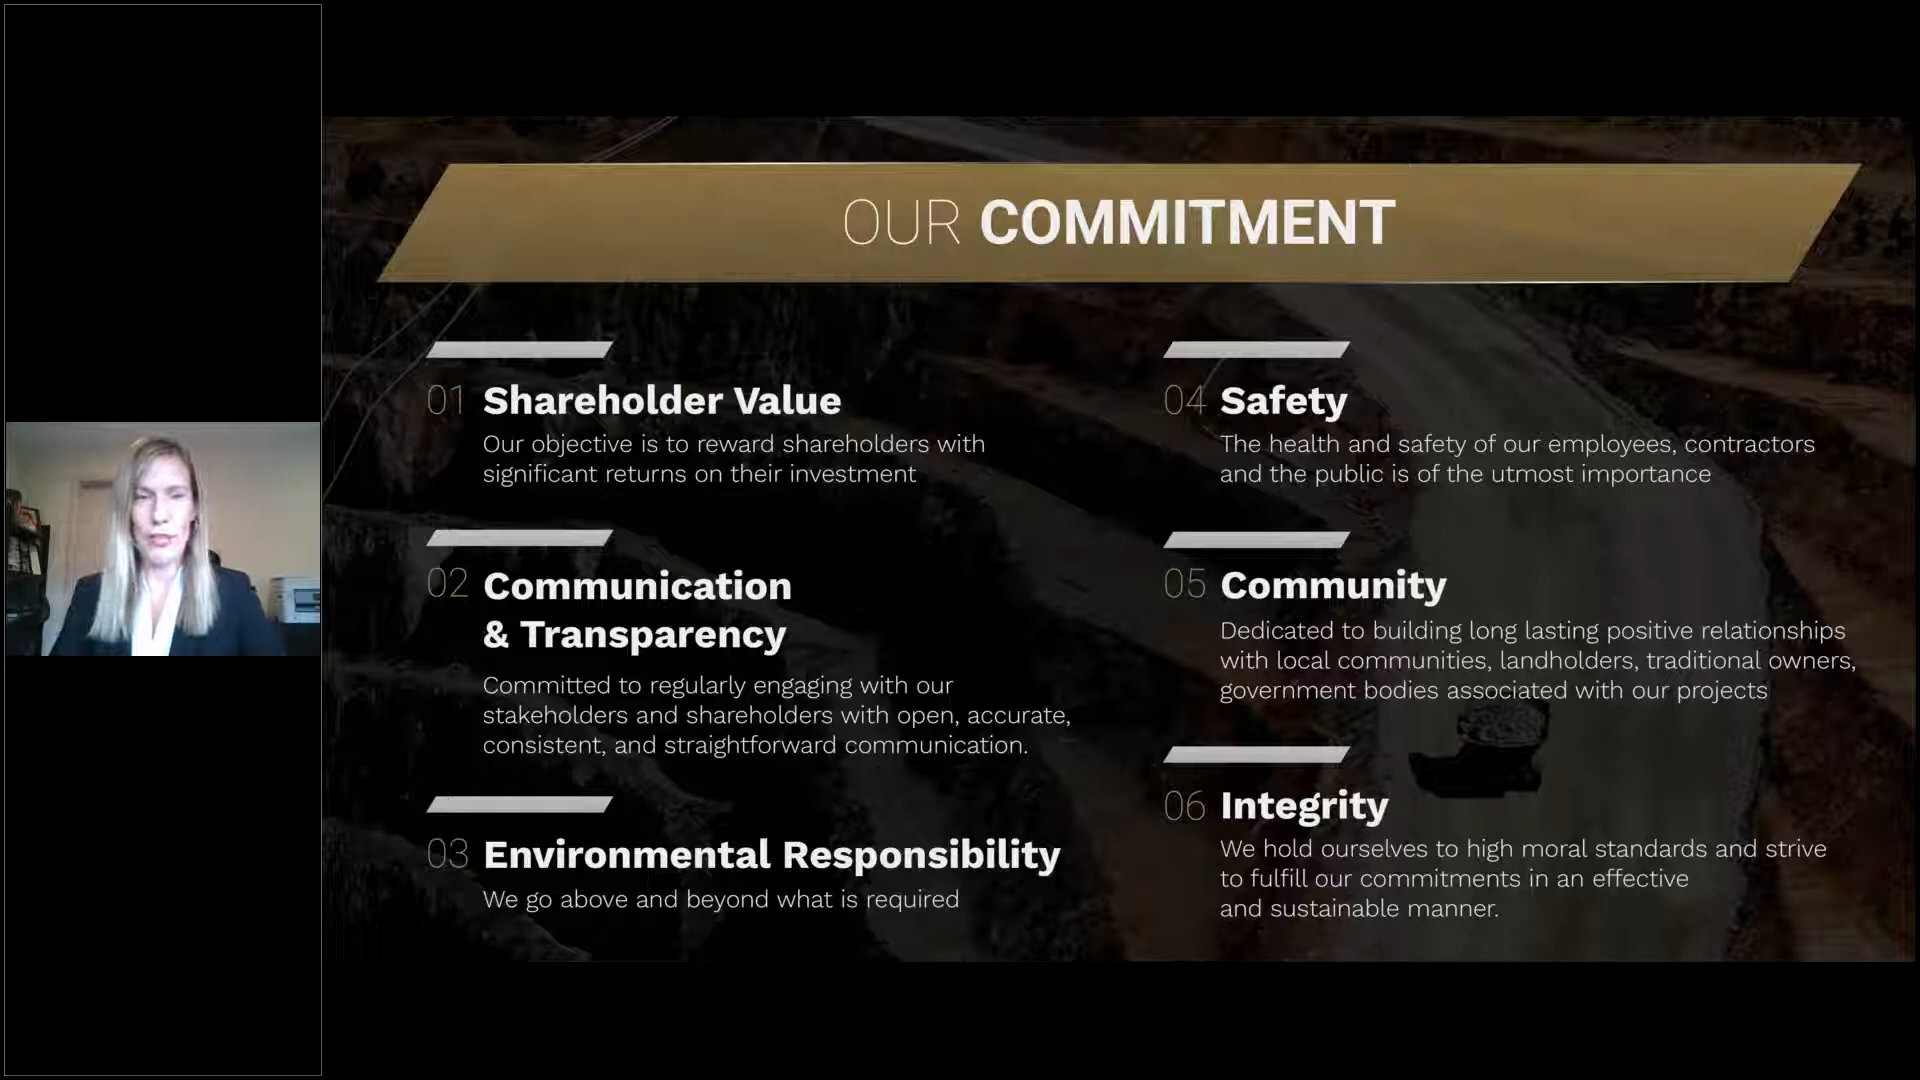 OUR COMMITMENT
01 Shareholder Value
Our objective is to reward shareholders with
significant returns on their investment
02 Communication
& Transparency
Committed to regularly engaging with our
stakeholders and shareholders with open, accurate,
consistent, and straightforward communication.
03 Environmental Responsibility
We go above and beyond what is required
04 Safety
The health and safety of our employees, contractors
and the public is of the utmost importance
05 Community
Dedicated to building long lasting positive relationships
with local communities, landholders, traditional owners,
government bodies associated with our projects
06 Integrity
We hold ourselves to high moral standards and strive
to fulfill our commitments in an effective
and sustainable manner.